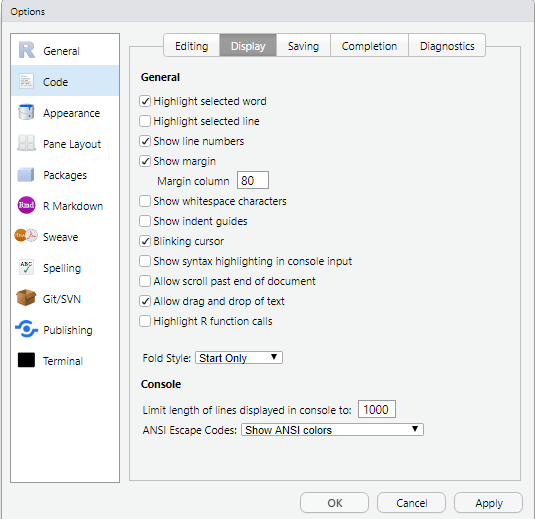 Options
R General
Code
Appearance
Pane Layout
Packages
Rmd R Markdown
Sweave
ABC Spelling
Git/SVN
Publishing
Terminal
Editing Display Saving Completion Diagnostics
General
Highlight selected word
Highlight selected line
Show line numbers
Show margin
Margin column 80
Show whitespace characters
Show indent guides
Blinking cursor
Show syntax highlighting in console input
Allow scroll past end of document
Allow drag and drop of text
Highlight R function calls
Fold Style: Start Only
Console
Limit length of lines displayed in console to: 1000
ANSI Escape Codes: Show ANSI colors
OK Cancel Apply